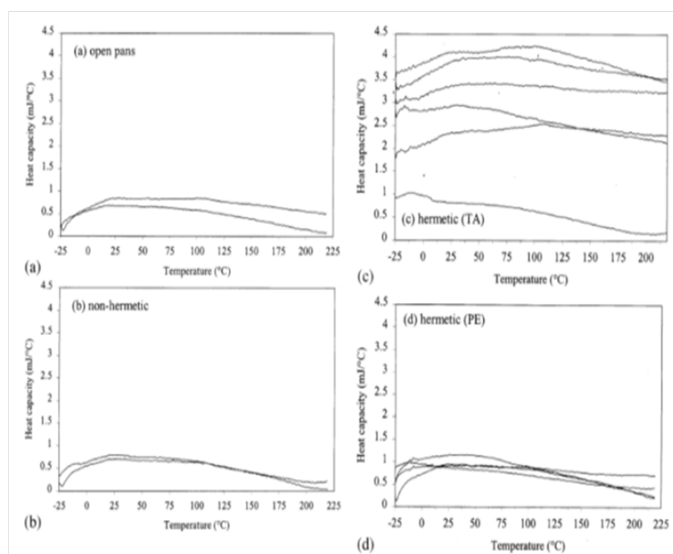 4.5
4
3.5
3
2.5
2
1.5
1
0.5
0
(a) open pans
Heat capacity (mJ/°C)
-25 0 25 50 75 100 125 150 175 200 225
Temperature (°C)
(a)
4.5
4
3.5
3
2.5
2
1.5
1
0.5
0
(c) hermetic (TA)
Heat capacity (mJ/°C)
-25 0 25 50 75 100 125 150 175 200
Temperature (°C)
(c)
4.5
4
3.5
3
2.5
2
1.5
1
0.5
0
(b) non-hermetic
Heat capacity (mJ/°C)
-25 0 25 50 75 100 125 150 175 200 225
Temperature (°C)
(b)
4.5
4
3.5
3
2.5
2
1.5
1
0.5
0
(d) hermetic (PE)
Heat capacity (mJ/°C)
-25 0 25 50 75 100 125 150 175 200 225
Temperature (°C)
(d)